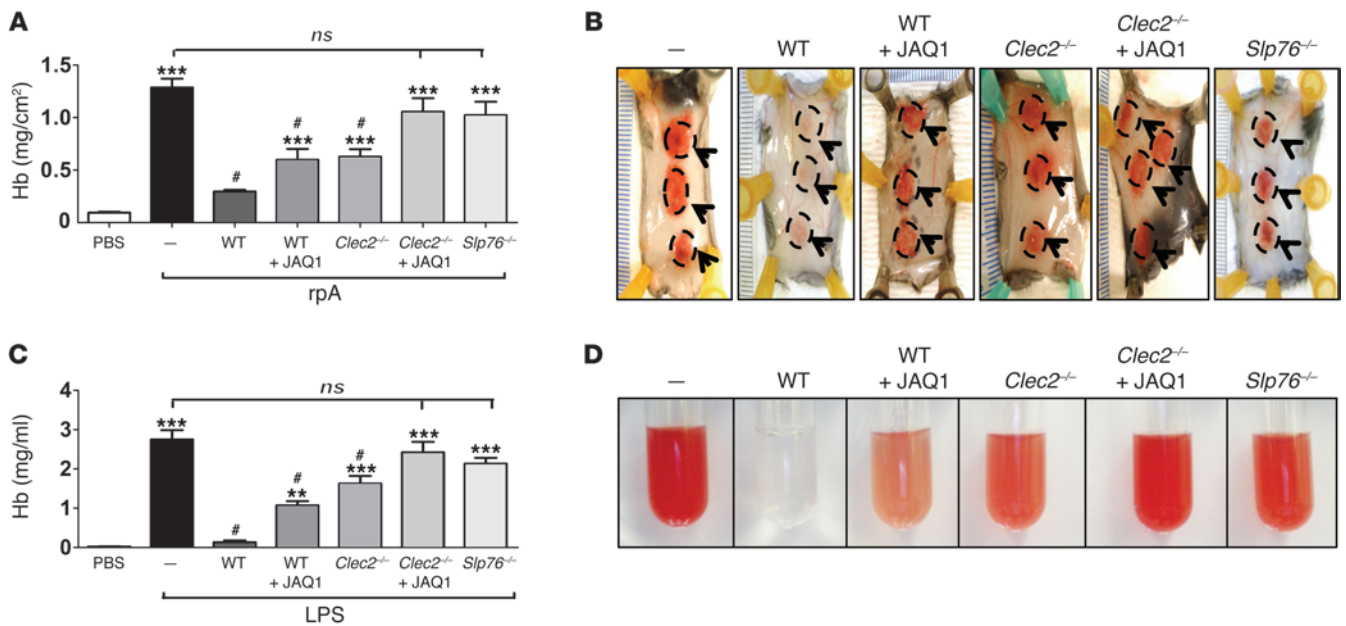 A
ns
Hb (mg/cm²)
1.5
1.0
0.5
0
***
#
#
***
#
***
***
***
PBS
—
WT
WT
+ JAQ1
Clec2⁻/⁻
Clec2⁻/⁻
+ JAQ1
Slp76⁻/⁻
rpA
B
—
WT
WT
+ JAQ1
Clec2⁻/⁻
Clec2⁻/⁻
+ JAQ1
Slp76⁻/⁻
C
ns
Hb (mg/ml)
4
3
2
1
0
***
#
#
**
#
***
***
***
PBS
—
WT
WT
+ JAQ1
Clec2⁻/⁻
Clec2⁻/⁻
+ JAQ1
Slp76⁻/⁻
LPS
D
—
WT
WT
+ JAQ1
Clec2⁻/⁻
Clec2⁻/⁻
+ JAQ1
Slp76⁻/⁻